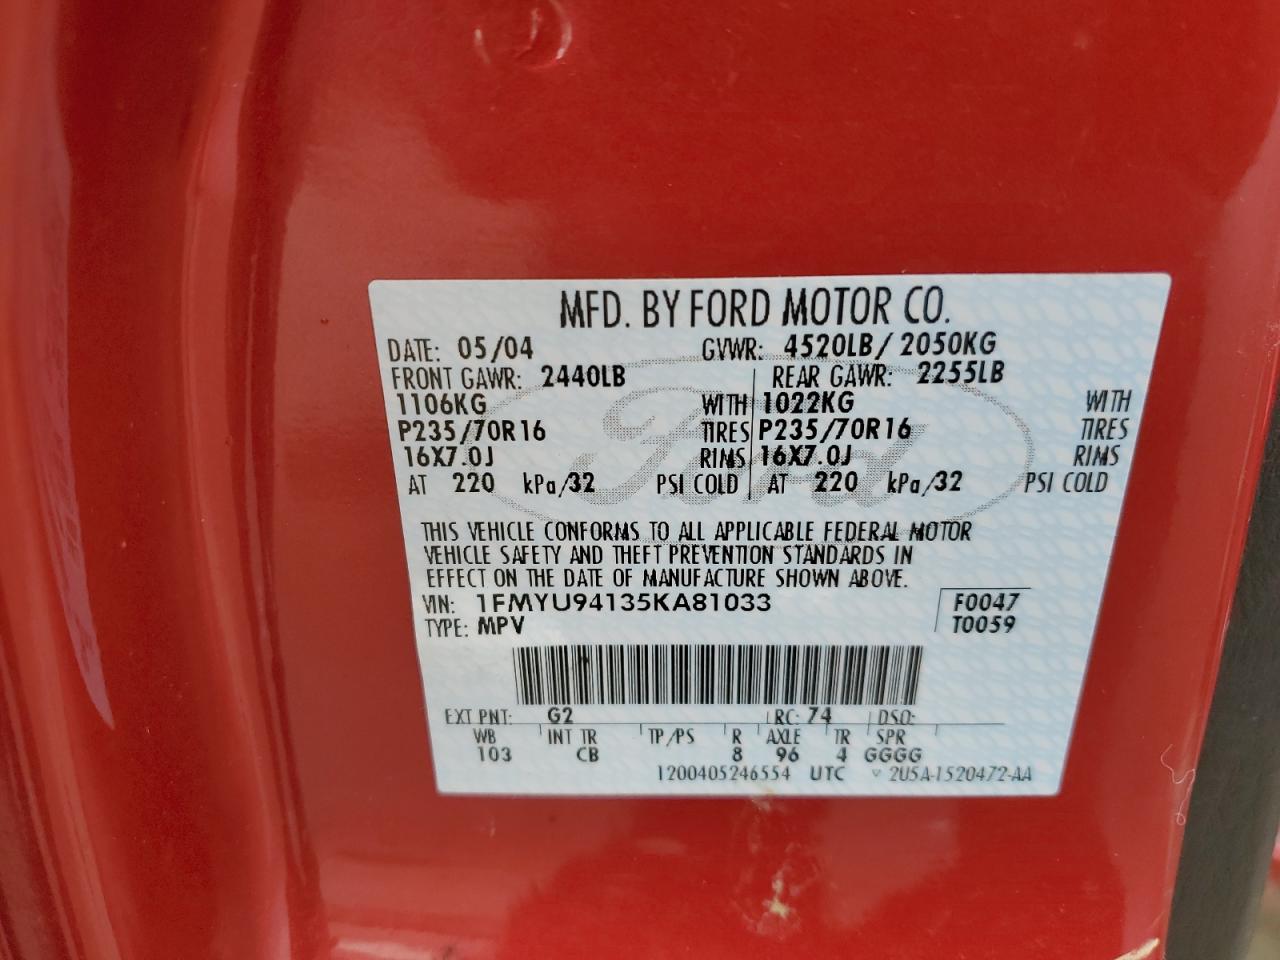 MFD. BY FORD MOTOR CO.
DATE: 05/04 GVWR: 4520LB/2050KG
FRONT GAWR: 2440LB REAR GAWR: 2255LB
1106KG WITH 1022KG WITH
P235/70R16 TIRES P235/70R16 TIRES
16X7.0J RIMS 16X7.0J RIMS
AT 220 kPa/32 PSI COLD AT 220 kPa/32 PSI COLD
Ford
THIS VEHICLE CONFORMS TO ALL APPLICABLE FEDERAL MOTOR
VEHICLE SAFETY AND THEFT PREVENTION STANDARDS IN
EFFECT ON THE DATE OF MANUFACTURE SHOWN ABOVE.
VIN: 1FMYU94135KA81033 F0047
TYPE: MPV T0059
EXT PNT: G2 RC: 74 DSO:
WB INT TR TP/PS R AXLE TR SPR
103 CB 8 96 4 GGGG
1200405246554 UTC ▽ 2U5A-1520472-AA